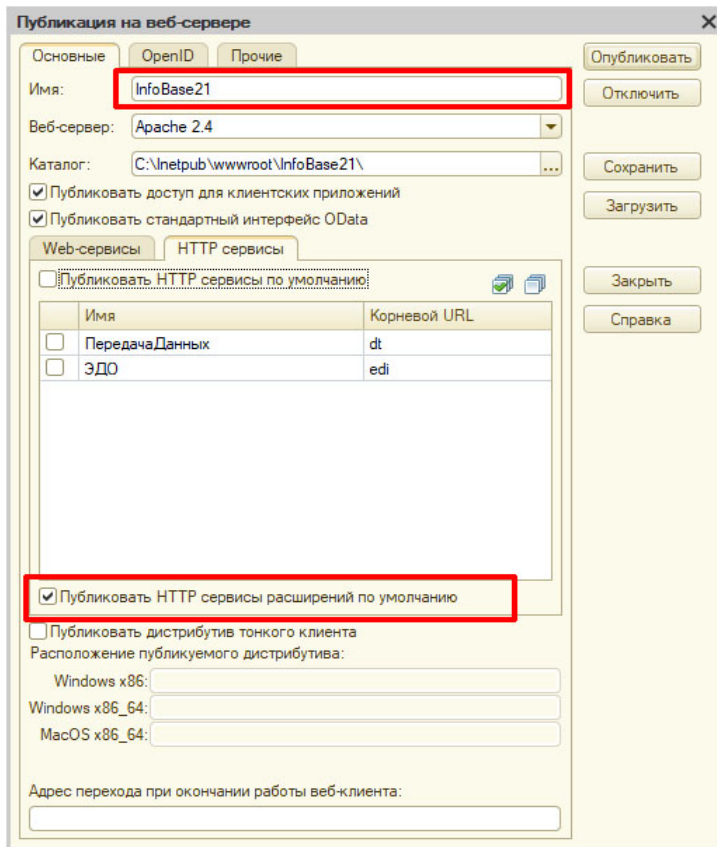 Публикация на веб-сервере
Основные OpenID Прочие
Опубликовать
Имя: InfoBase21
Отключить
Веб-сервер: Apache 2.4
Каталог: C:\Inetpub\wwwroot\InfoBase21\ ...
Сохранить
Публиковать доступ для клиентских приложений
Загрузить
Публиковать стандартный интерфейс OData
Web-сервисы HTTP сервисы
Публиковать HTTP сервисы по умолчанию
Закрыть
Имя Корневой URL
Справка
ПередачаДанных dt
ЭДО edi
Публиковать HTTP сервисы расширений по умолчанию
Публиковать дистрибутив тонкого клиента
Расположение публикуемого дистрибутива:
Windows x86:
Windows x86_64:
MacOS x86_64:
Адрес перехода при окончании работы веб-клиента: